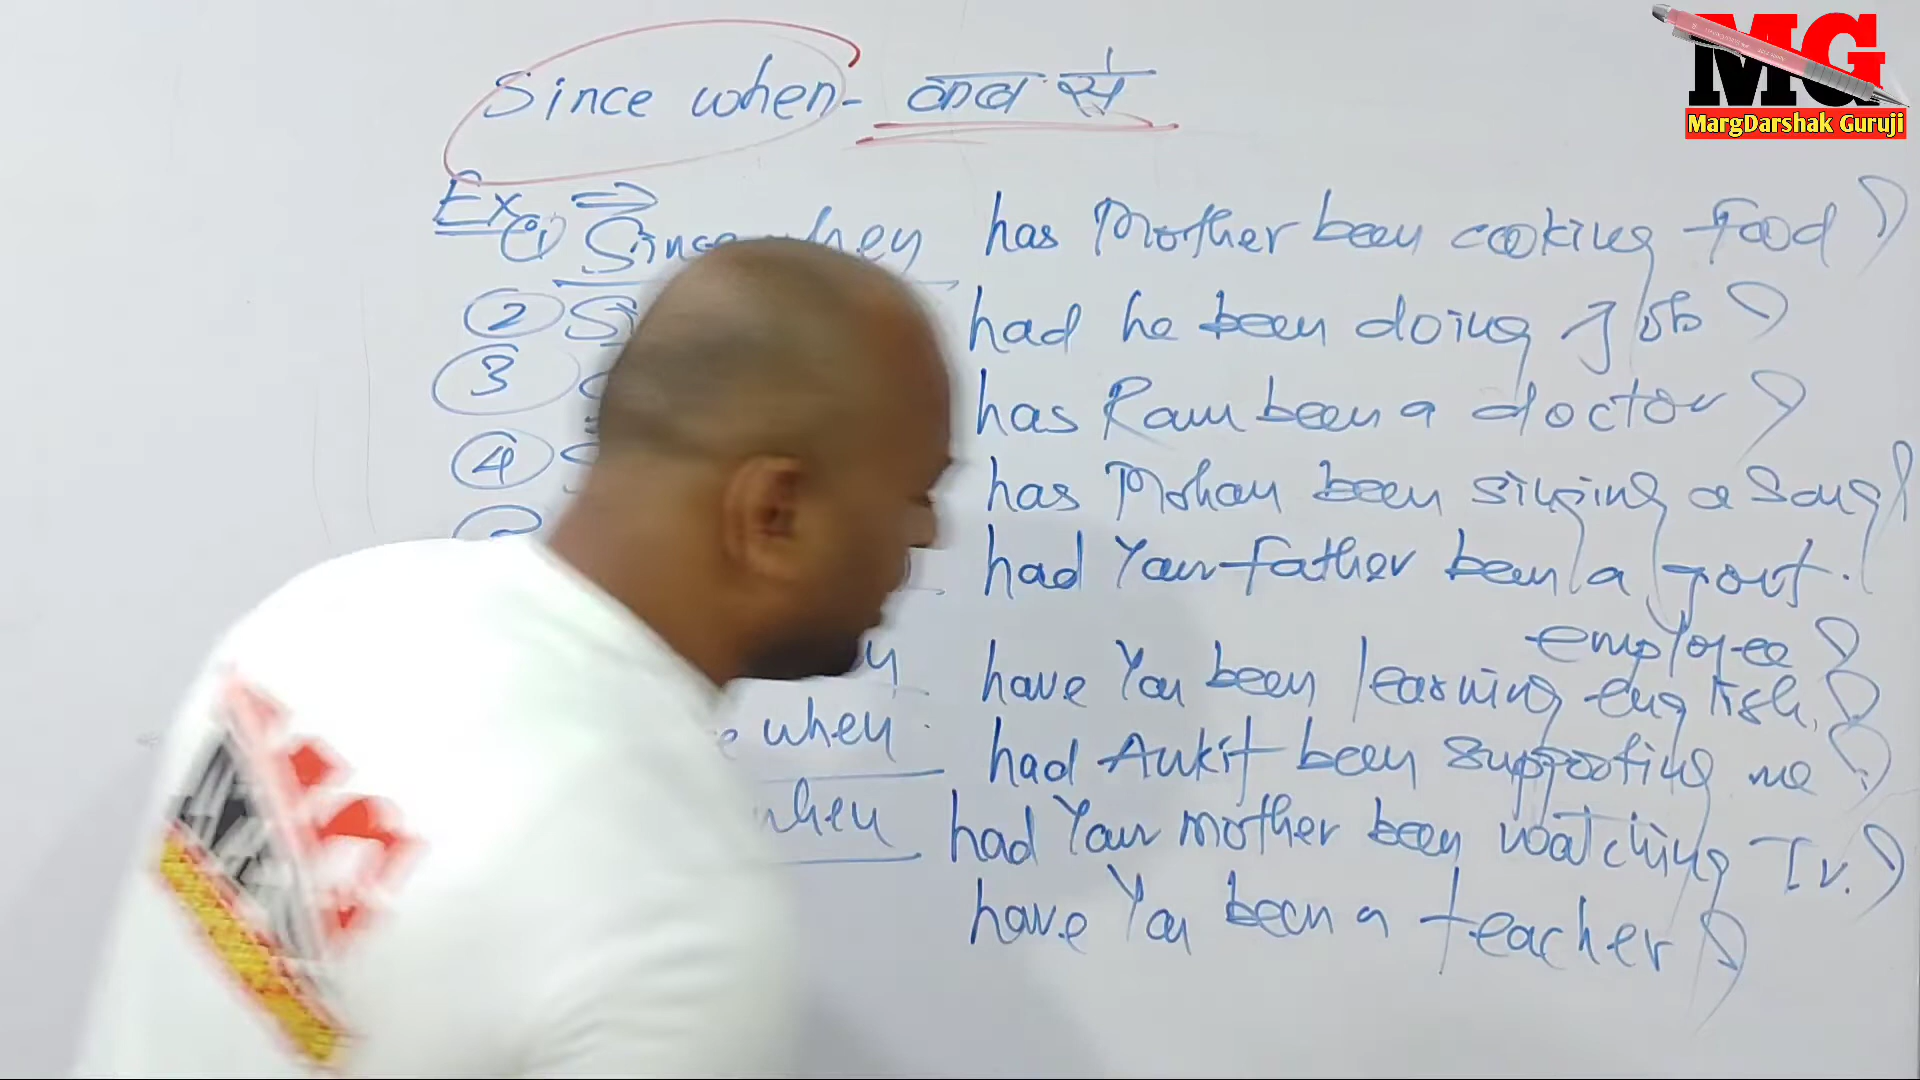 MG
MargDarshak Guruji
Since when - कब से
Ex ⇒
① Since when has Mother been cooking Food?
② had he been doing Job?
③ has Ram been a doctor?
④ has Mohan been singing a Song?
had Your father been a govt.
employee?
have You been learning english.?
when. had Ankit been supporting me?
when had Your mother been watching Tv.?
have You been a teacher?